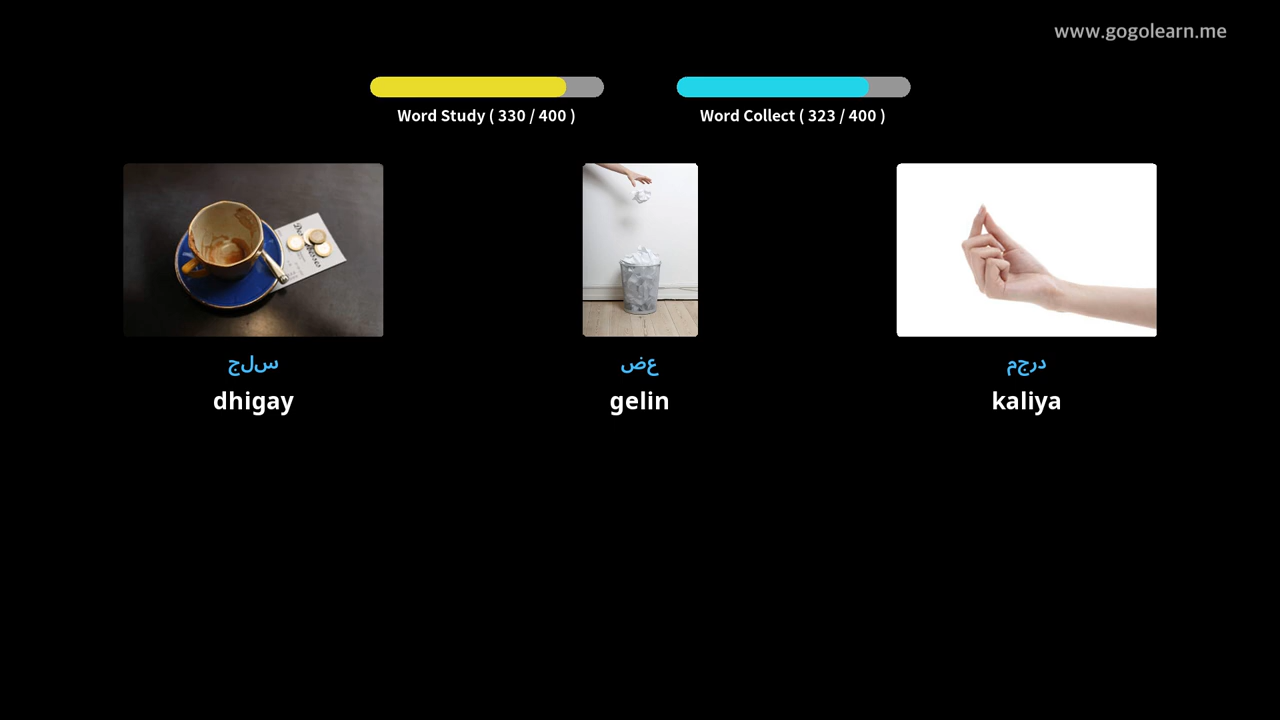 www.gogolearn.me
Word Study ( 330 / 400 )
Word Collect ( 323 / 400 )
سلج
عض
درجم
dhigay
gelin
kaliya